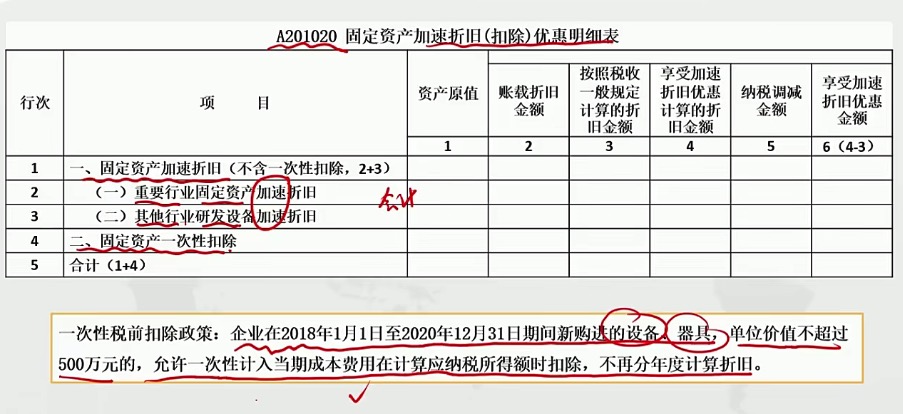 A201020 固定资产加速折旧(扣除)优惠明细表
行次
项 目
资产原值
账载折旧
金额
按照税收
一般规定
计算的折
旧金额
享受加速
折旧优惠
计算的折
旧金额
纳税调减
金额
享受加速
折旧优惠
金额
1 2 3 4 5 6（4-3）
1 一、固定资产加速折旧（不含一次性扣除，2+3）
2 （一）重要行业固定资产加速折旧
会计
3 （二）其他行业研发设备加速折旧
4 二、固定资产一次性扣除
5 合计（1+4）
一次性税前扣除政策：企业在2018年1月1日至2020年12月31日期间新购进的设备、器具，单位价值不超过
500万元的，允许一次性计入当期成本费用在计算应纳税所得额时扣除，不再分年度计算折旧。